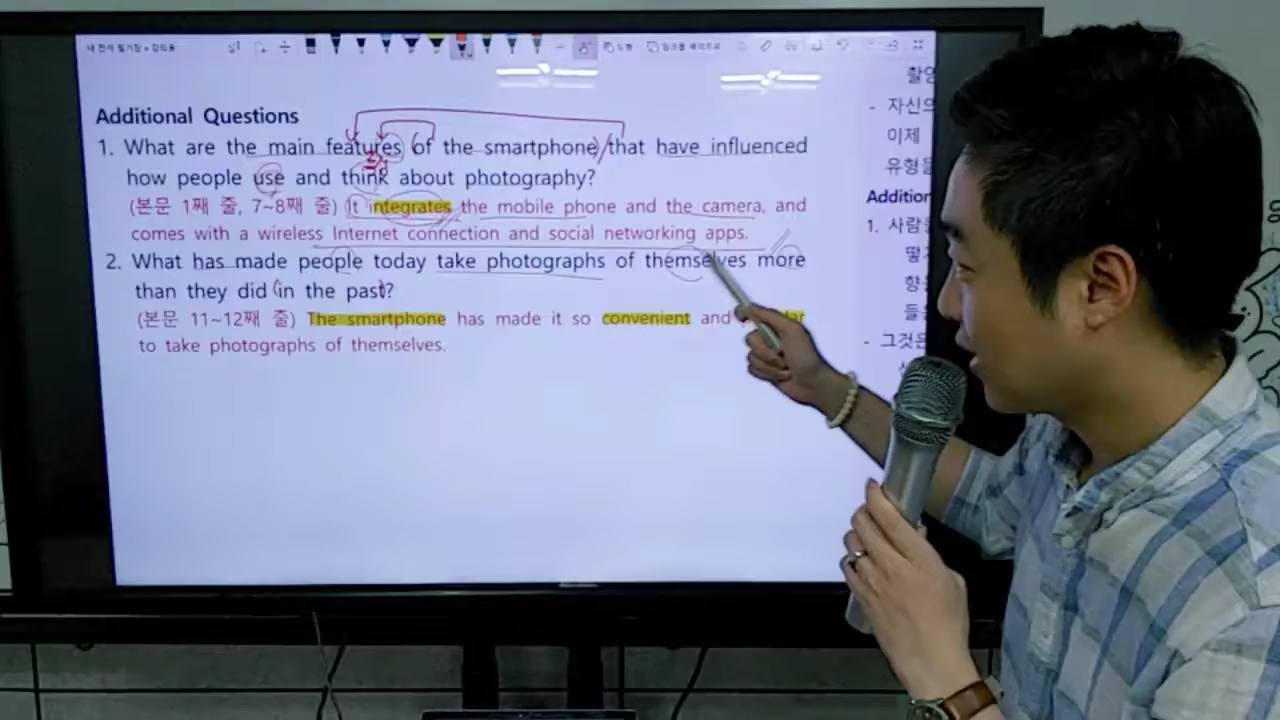 Additional Questions
1. What are the main features (of the smartphone)/that have influenced
how people use and think about photography?
(본문 1째 줄, 7~8째 줄) It integrates the mobile phone and the camera, and
comes with a wireless Internet connection and social networking apps.
2. What has made people today take photographs of themselves more
than they did (in the past)?
(본문 11~12째 줄) The smartphone has made it so convenient and
to take photographs of themselves.
촬영
- 자신의
이제
유형을
Addition
1. 사람들
- 그것은